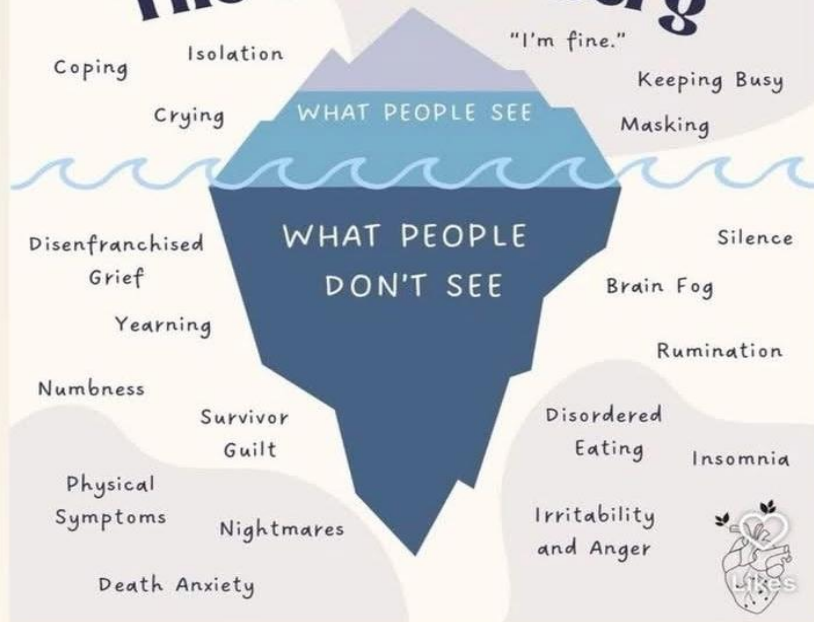 Coping
Isolation
Crying
"I'm fine."
Keeping Busy
Masking
WHAT PEOPLE SEE
WHAT PEOPLE
DON'T SEE
Disenfranchised
Grief
Yearning
Numbness
Survivor
Guilt
Physical
Symptoms
Nightmares
Death Anxiety
Silence
Brain Fog
Rumination
Disordered
Eating
Insomnia
Irritability
and Anger
Likes